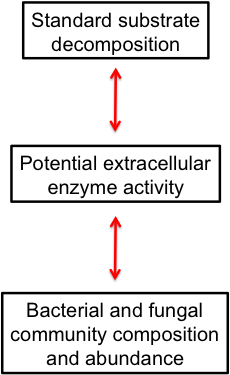 Standard substrate
decomposition
Potential extracellular
enzyme activity
Bacterial and fungal
community composition
and abundance